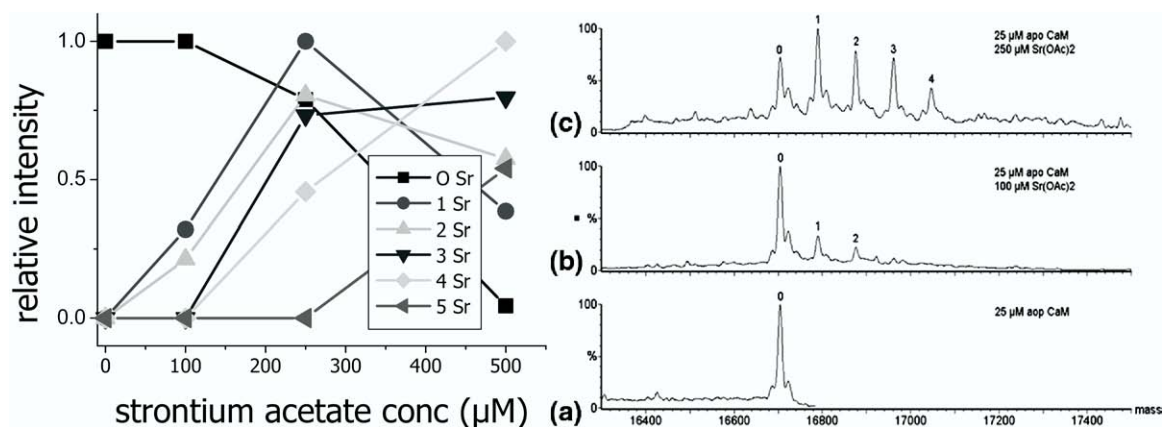 relative intensity
1.0
0.5
0.0
0 100 200 300 400 500
strontium acetate conc (µM)
O Sr
1 Sr
2 Sr
3 Sr
4 Sr
5 Sr
100
%
0
(c)
0 1 2 3 4
25 µM apo CaM
250 µM Sr(OAc)2
100
%
0
(b)
0 1 2
25 µM apo CaM
100 µM Sr(OAc)2
100
%
0
(a)
0
25 µM aop CaM
16400 16600 16800 17000 17200 17400 mass